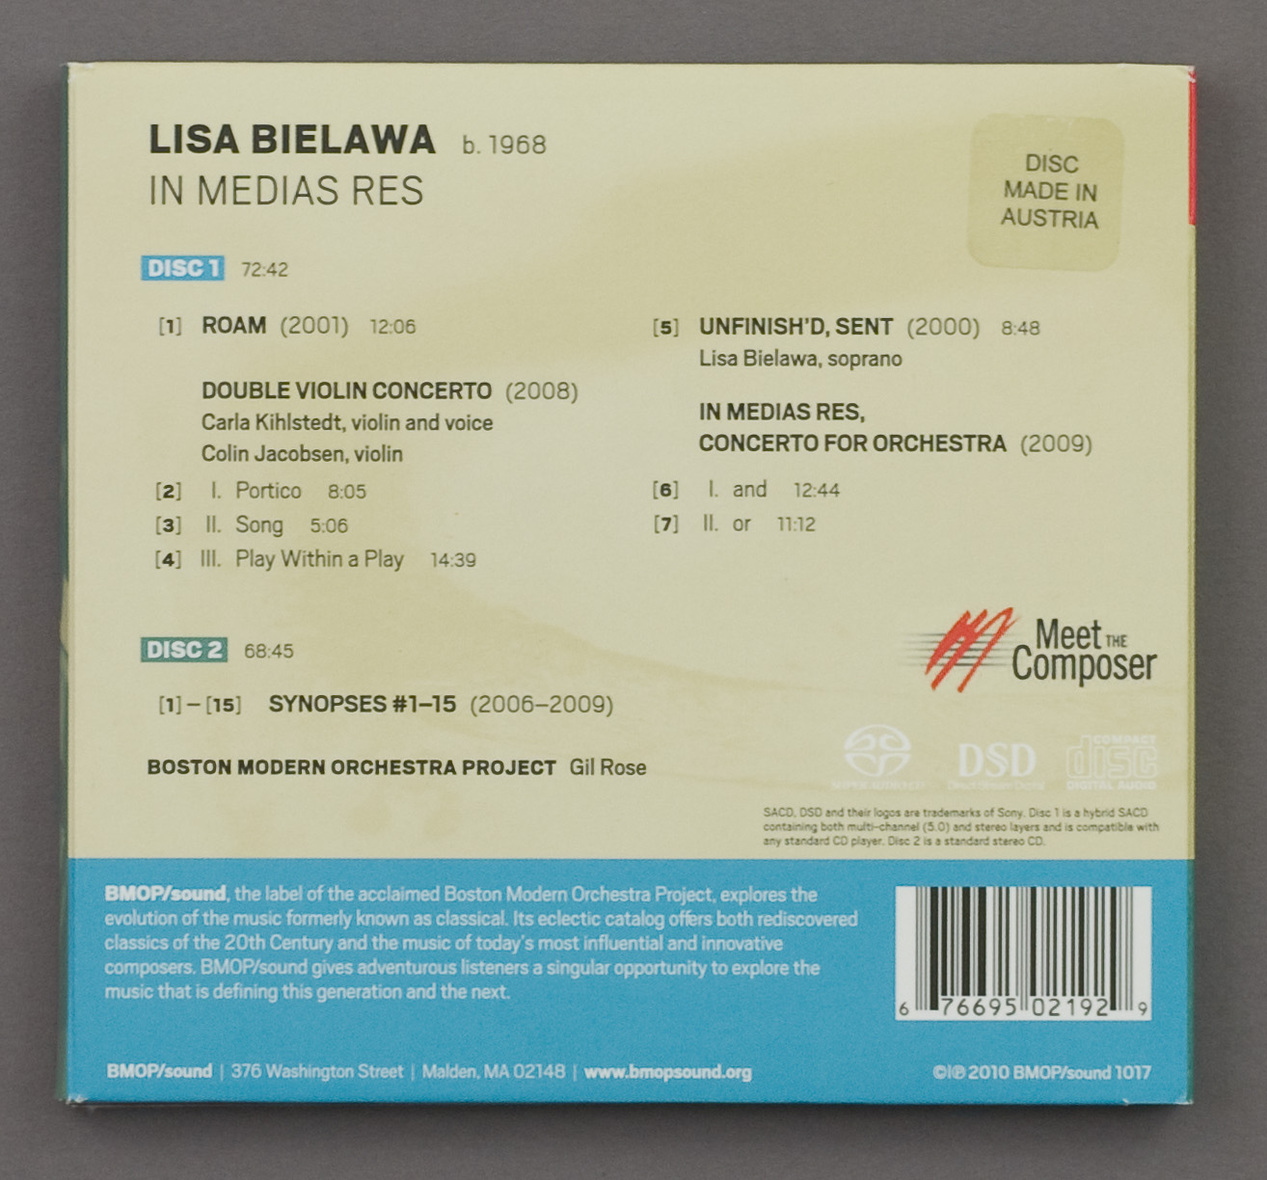 LISA BIELAWA b. 1968
IN MEDIAS RES
DISC
MADE IN
AUSTRIA
DISC 1 72:42
[1] ROAM (2001) 12:06
DOUBLE VIOLIN CONCERTO (2008)
Carla Kihlstedt, violin and voice
Colin Jacobsen, violin
[2] I. Portico 8:05
[3] II. Song 5:06
[4] III. Play Within a Play 14:39
[5] UNFINISH'D, SENT (2000) 8:48
Lisa Bielawa, soprano
IN MEDIAS RES,
CONCERTO FOR ORCHESTRA (2009)
[6] I. and 12:44
[7] II. or 11:12
DISC 2 68:45
[1]–[15] SYNOPSES #1–15 (2006–2009)
BOSTON MODERN ORCHESTRA PROJECT Gil Rose
Meet THE
Composer
SUPER AUDIO CD
DSD
Direct Stream Digital
COMPACT
disc
DIGITAL AUDIO
SACD, DSD and their logos are trademarks of Sony. Disc 1 is a hybrid SACD
containing both multi-channel (5.0) and stereo layers and is compatible with
any standard CD player. Disc 2 is a standard stereo CD.
BMOP/sound, the label of the acclaimed Boston Modern Orchestra Project, explores the
evolution of the music formerly known as classical. Its eclectic catalog offers both rediscovered
classics of the 20th Century and the music of today's most influential and innovative
composers. BMOP/sound gives adventurous listeners a singular opportunity to explore the
music that is defining this generation and the next.
6 76695 02192 9
BMOP/sound | 376 Washington Street | Malden, MA 02148 | www.bmopsound.org
©|℗ 2010 BMOP/sound 1017